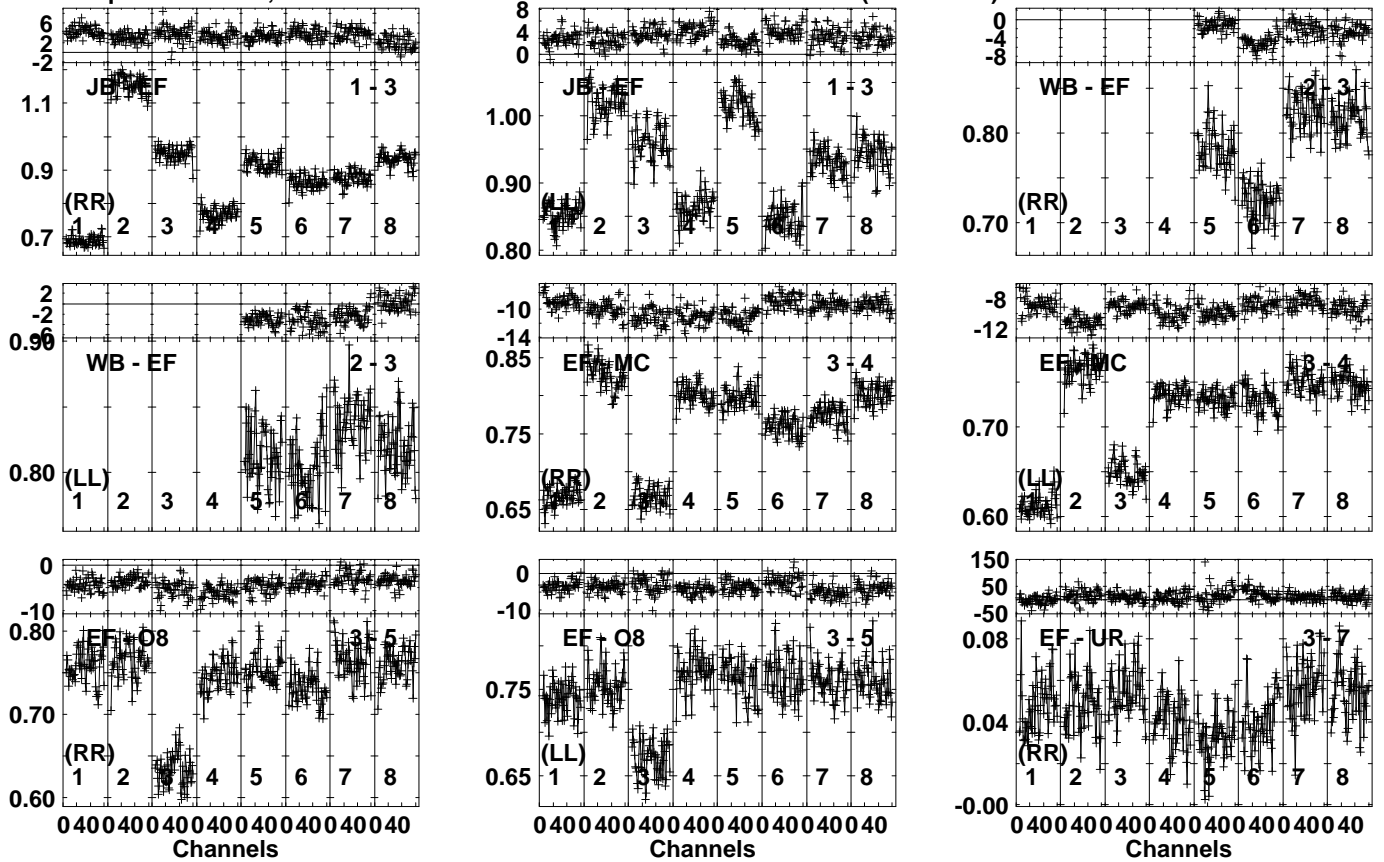 6
2
-2
JB - EF 1 - 3
1.1
0.9
0.7
(RR)
1 2 3 4 5 6 7 8
8
4
0
JB - EF 1 - 3
1.00
0.90
0.80
(LL)
1 2 3 4 5 6 7 8
0
-4
-8
WB - EF 2 - 3
0.80
0.70
(RR)
1 2 3 4 5 6 7 8
2
-2
-6
0.90
WB - EF 2 - 3
0.80
(LL)
1 2 3 4 5 6 7 8
-10
-14
0.85
EF - MC 3 - 4
0.75
0.65
(RR)
1 2 3 4 5 6 7 8
-8
-12
EF - MC 3 - 4
0.70
0.60
(LL)
1 2 3 4 5 6 7 8
0
-10
0.80
EF - O8 3 - 5
0.70
0.60
(RR)
1 2 3 4 5 6 7 8
0 40 0 40 0 40 0 40 0 40 0 40 0 40 0 40
Channels
0
-10
EF - O8 3 - 5
0.75
0.65
(LL)
1 2 3 4 5 6 7 8
0 40 0 40 0 40 0 40 0 40 0 40 0 40 0 40
Channels
150
50
-50
0.08
EF - UR 3 - 7
0.04
-0.00
(RR)
1 2 3 4 5 6 7 8
0 40 0 40 0 40 0 40 0 40 0 40 0 40 0 40
Channels